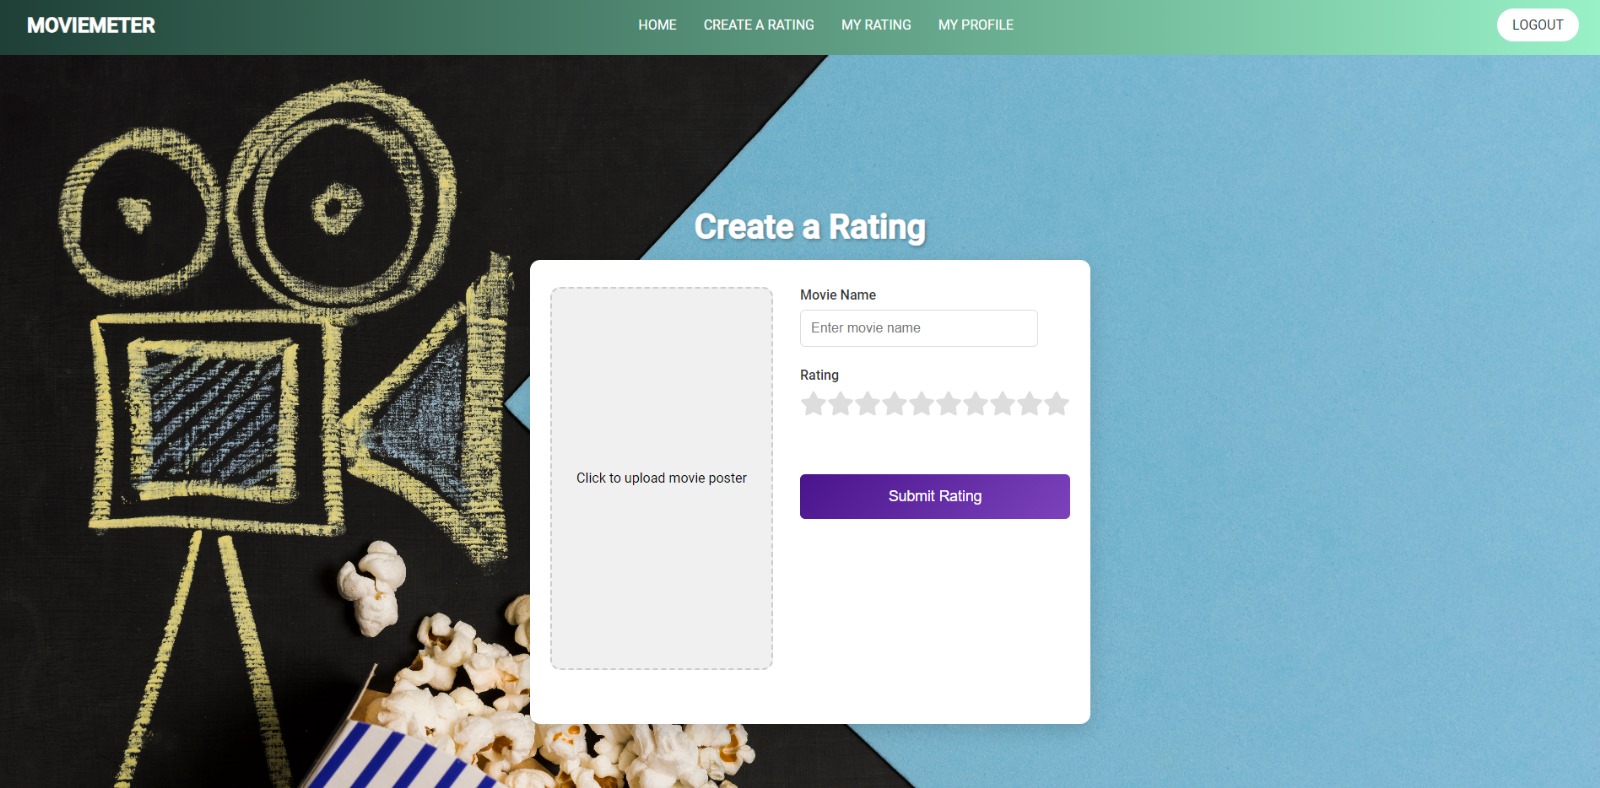 MOVIEMETER
HOME CREATE A RATING MY RATING MY PROFILE
LOGOUT
Create a Rating
Click to upload movie poster
Movie Name
Enter movie name
Rating
Submit Rating